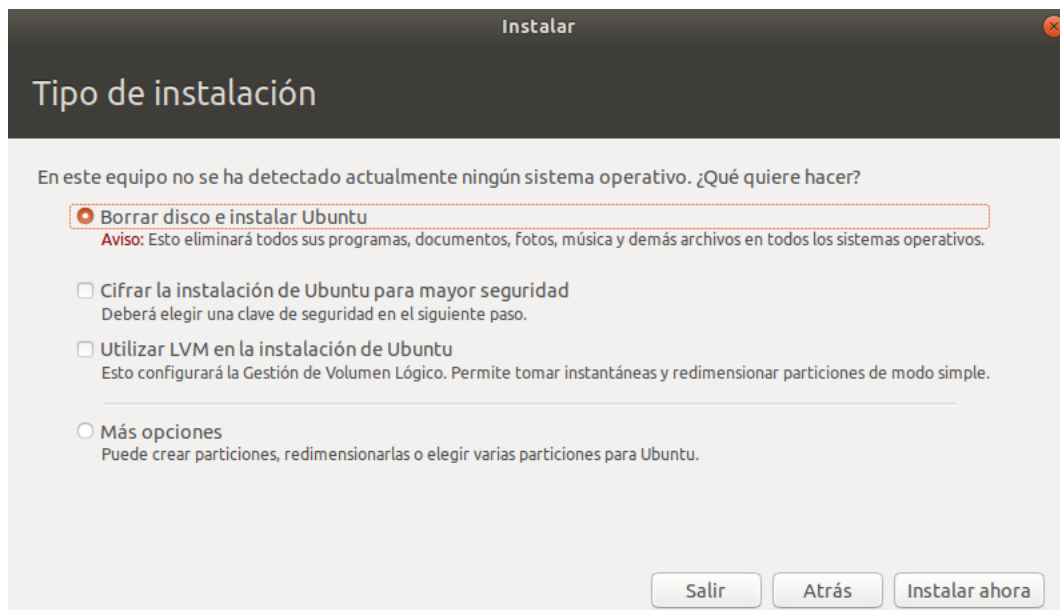 Instalar
Tipo de instalación
En este equipo no se ha detectado actualmente ningún sistema operativo. ¿Qué quiere hacer?
Borrar disco e instalar Ubuntu
Aviso: Esto eliminará todos sus programas, documentos, fotos, música y demás archivos en todos los sistemas operativos.
Cifrar la instalación de Ubuntu para mayor seguridad
Deberá elegir una clave de seguridad en el siguiente paso.
Utilizar LVM en la instalación de Ubuntu
Esto configurará la Gestión de Volumen Lógico. Permite tomar instantáneas y redimensionar particiones de modo simple.
Más opciones
Puede crear particiones, redimensionarlas o elegir varias particiones para Ubuntu.
Salir Atrás Instalar ahora